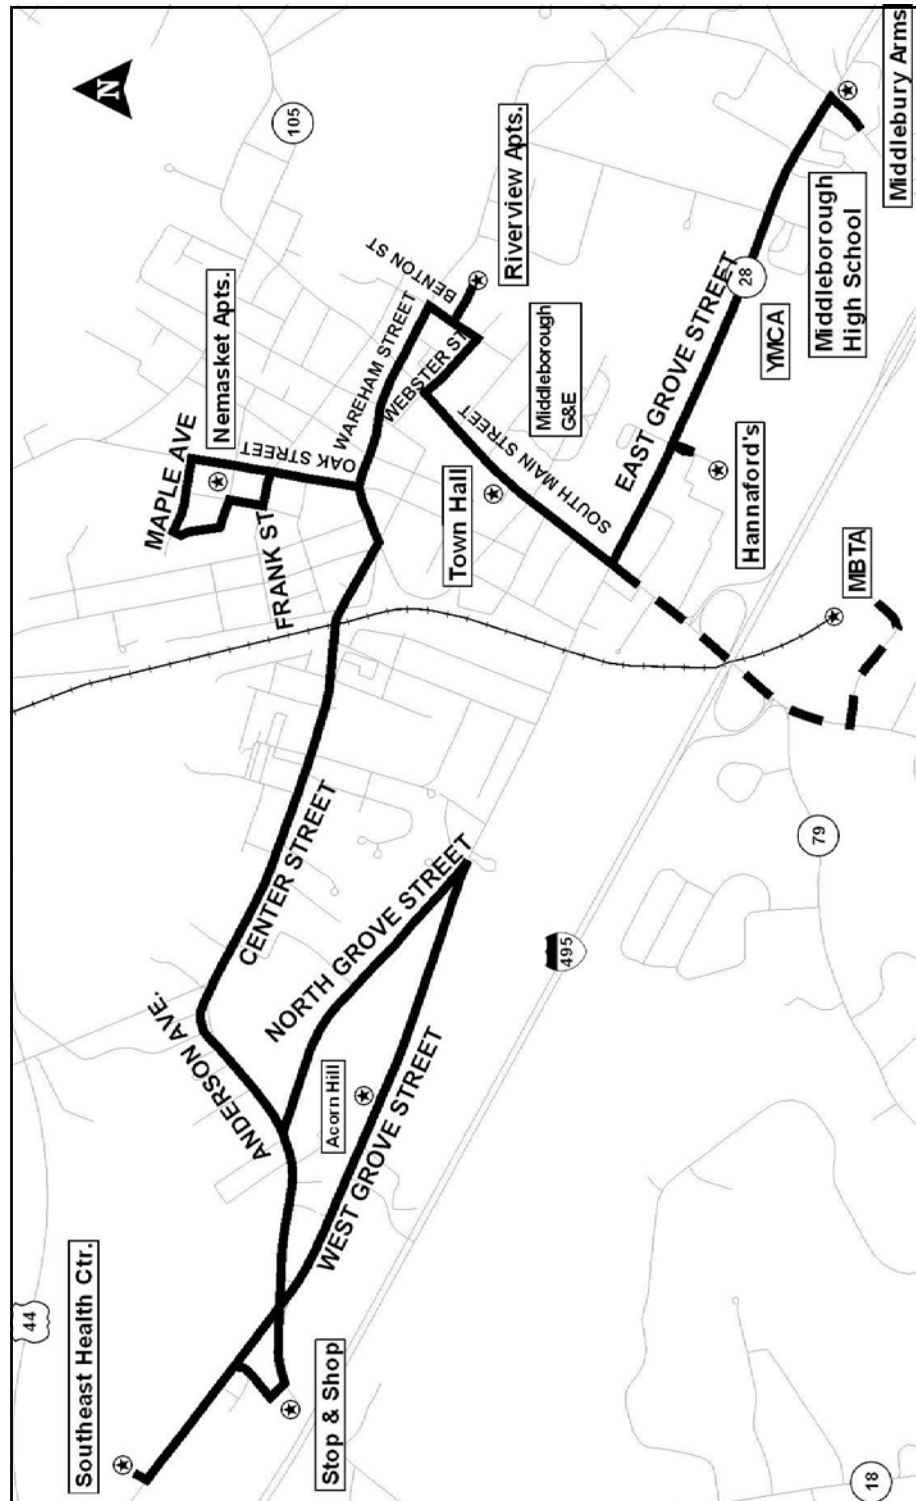 Southeast Health Ctr.
44
Stop & Shop
18
ANDERSON AVE.
Acorn Hill
WEST GROVE STREET
NORTH GROVE STREET
CENTER STREET
495
79
MAPLE AVE
Nemasket Apts.
FRANK ST
OAK STREET
WAREHAM STREET
BENTON ST
WEBSTER ST
Riverview Apts.
105
N
Town Hall
SOUTH MAIN STREET
Middleborough
G&E
EAST GROVE STREET
28
Hannaford's
MBTA
YMCA
Middleborough
High School
Middlebury Arms